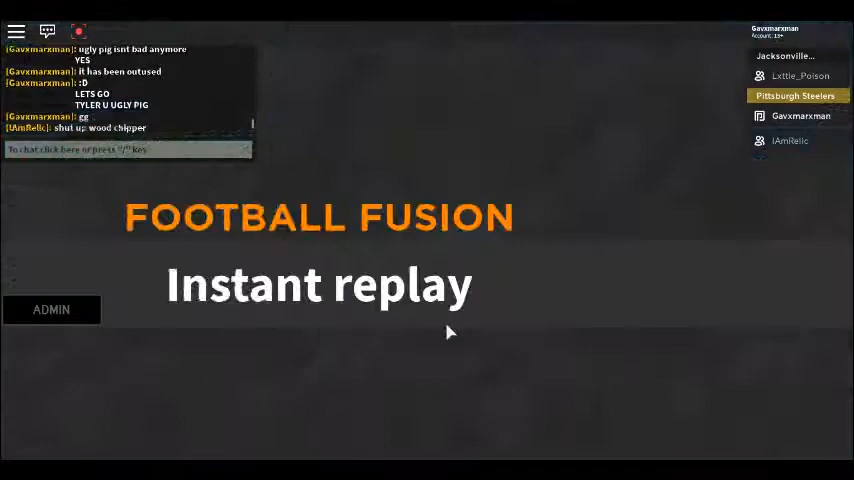 [Gavxmarxman]: ugly pig isnt bad anymore
YES
[Gavxmarxman]: it has been outused
[Gavxmarxman]: :D
LETS GO
TYLER U UGLY PIG
[Gavxmarxman]: gg
[IAmRelic]: shut up wood chipper
To chat click here or press "/" key
FOOTBALL FUSION
Instant replay
ADMIN
Gavxmarxman
Account: 13+
Jacksonville...
Lxttle_Poison
Pittsburgh Steelers
Gavxmarxman
IAmRelic